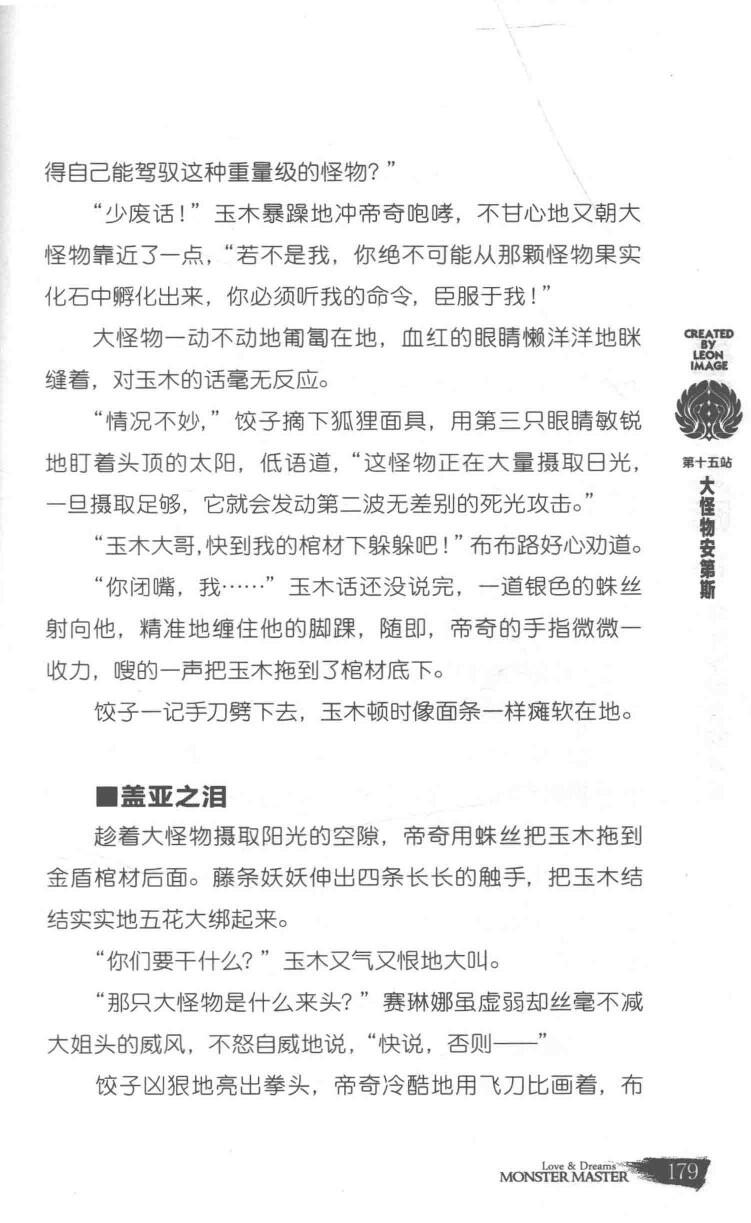 得自己能驾驭这种重量级的怪物？”
“少废话！”玉木暴躁地冲帝奇咆哮，不甘心地又朝大
怪物靠近了一点，“若不是我，你绝不可能从那颗怪物果实
化石中孵化出来，你必须听我的命令，臣服于我！”
大怪物一动不动地匍匐在地，血红的眼睛懒洋洋地眯
缝着，对玉木的话毫无反应。
“情况不妙，”饺子摘下狐狸面具，用第三只眼睛敏锐
地盯着头顶的太阳，低语道，“这怪物正在大量摄取日光，
一旦摄取足够，它就会发动第二波无差别的死光攻击。”
“玉木大哥，快到我的棺材下躲躲吧！”布布路好心劝道。
“你闭嘴，我……”玉木话还没说完，一道银色的蛛丝
射向他，精准地缠住他的脚踝，随即，帝奇的手指微微一
收力，嗖的一声把玉木拖到了棺材底下。
饺子一记手刀劈下去，玉木顿时像面条一样瘫软在地。
■盖亚之泪
趁着大怪物摄取阳光的空隙，帝奇用蛛丝把玉木拖到
金盾棺材后面。藤条妖妖伸出四条长长的触手，把玉木结
结实实地五花大绑起来。
“你们要干什么？”玉木又气又恨地大叫。
“那只大怪物是什么来头？”赛琳娜虽虚弱却丝毫不减
大姐头的威风，不怒自威地说，“快说，否则——”
饺子凶狠地亮出拳头，帝奇冷酷地用飞刀比画着，布
CREATED
BY
LEON
IMAGE
第十五站
大怪物安第斯
Love & Dreams
MONSTER MASTER
179